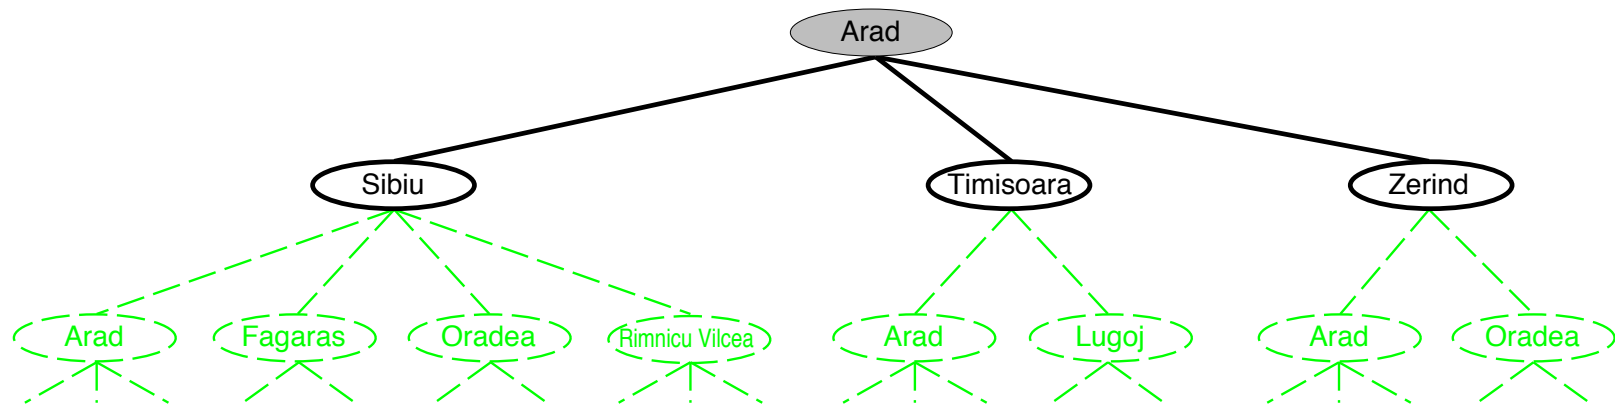 Arad
Sibiu
Timisoara
Zerind
Arad
Fagaras
Oradea
Rimnicu Vilcea
Arad
Lugoj
Arad
Oradea